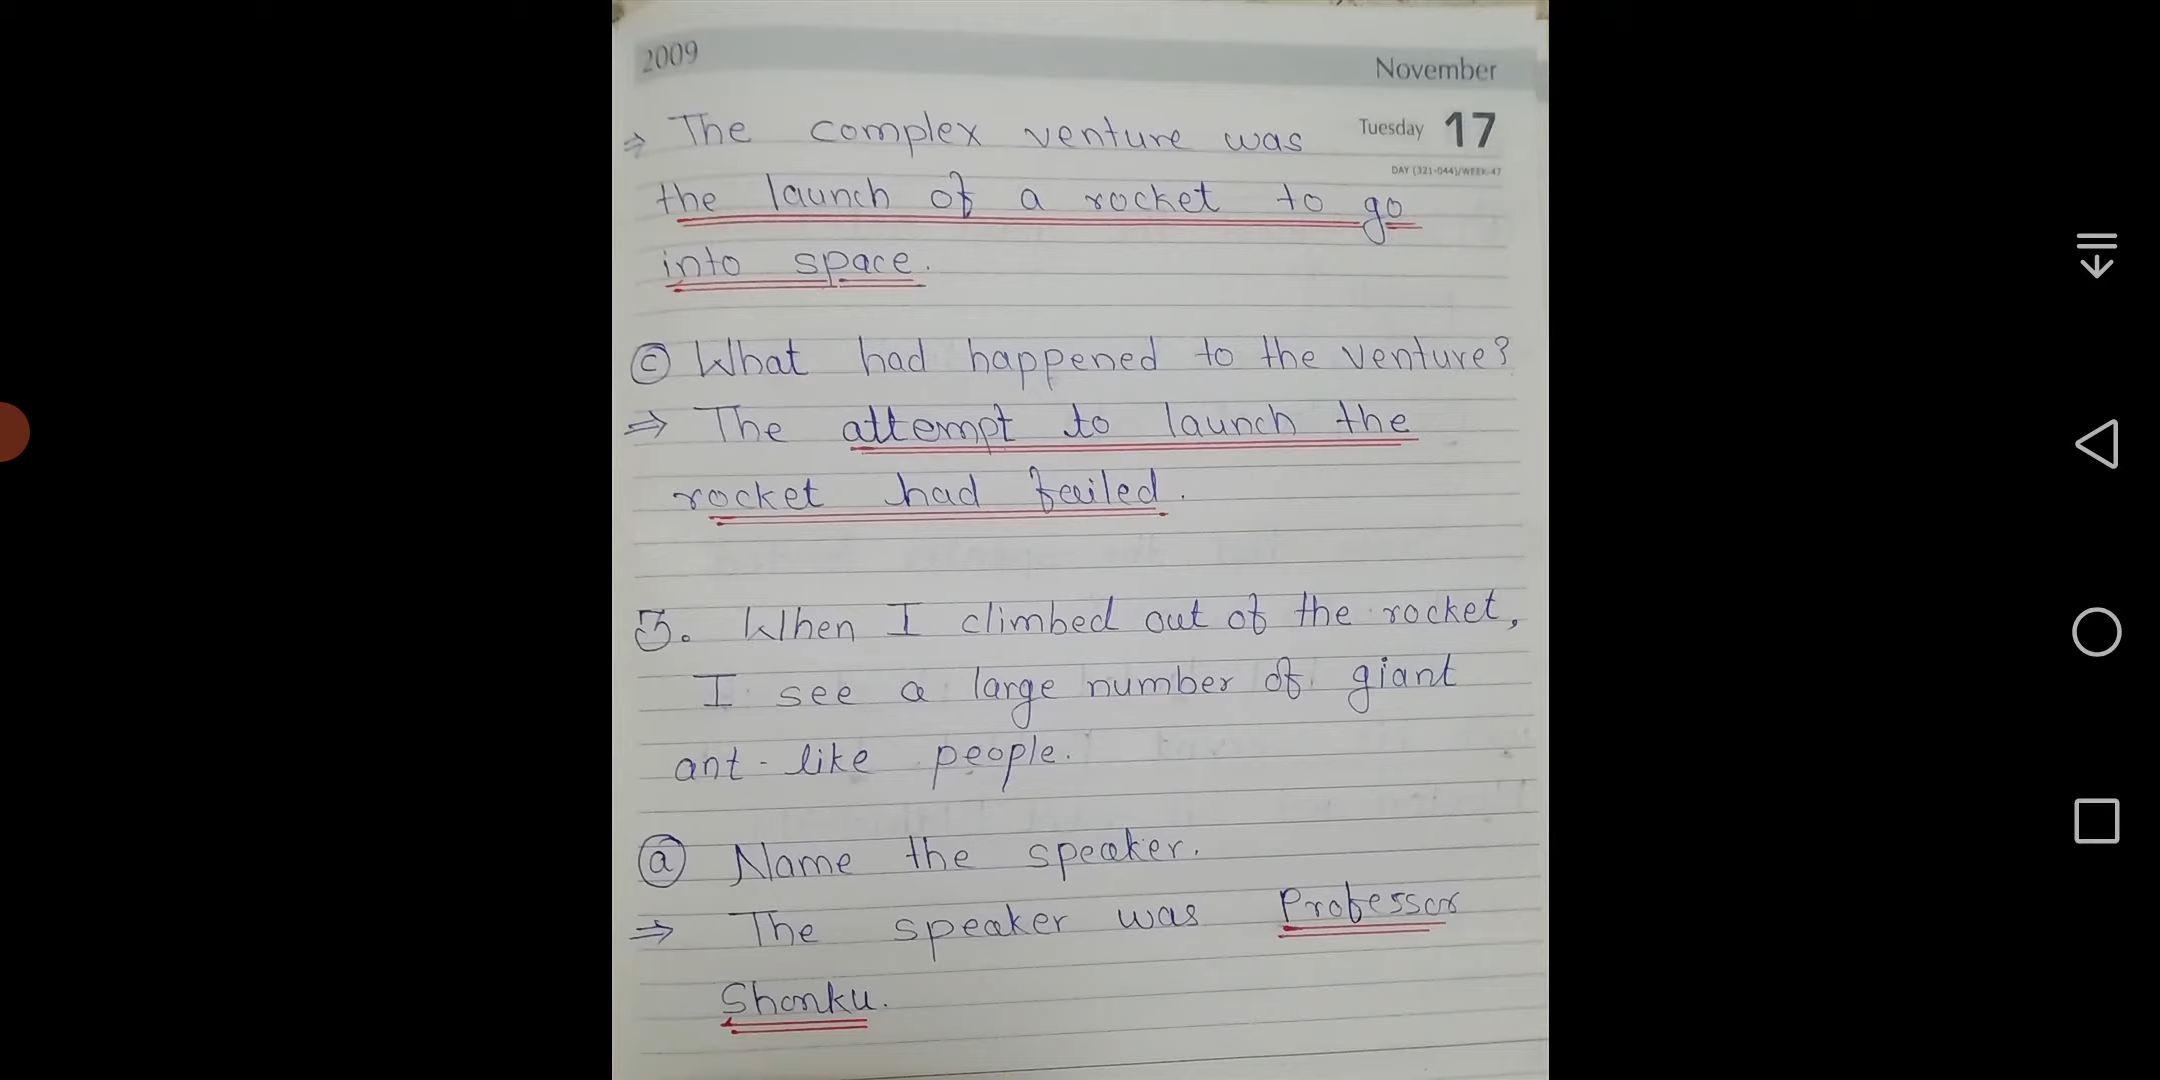 2009
November
⇒ The complex venture was
Tuesday 17
DAY (321-044)/WEEK-47
the launch of a rocket to go
into space.
ⓒ What had happened to the venture?
⇒ The attempt to launch the
rocket had failed.
3. When I climbed out of the rocket,
I see a large number of giant
ant-like people.
ⓐ Name the speaker.
⇒ The speaker was Professor
Shonku.